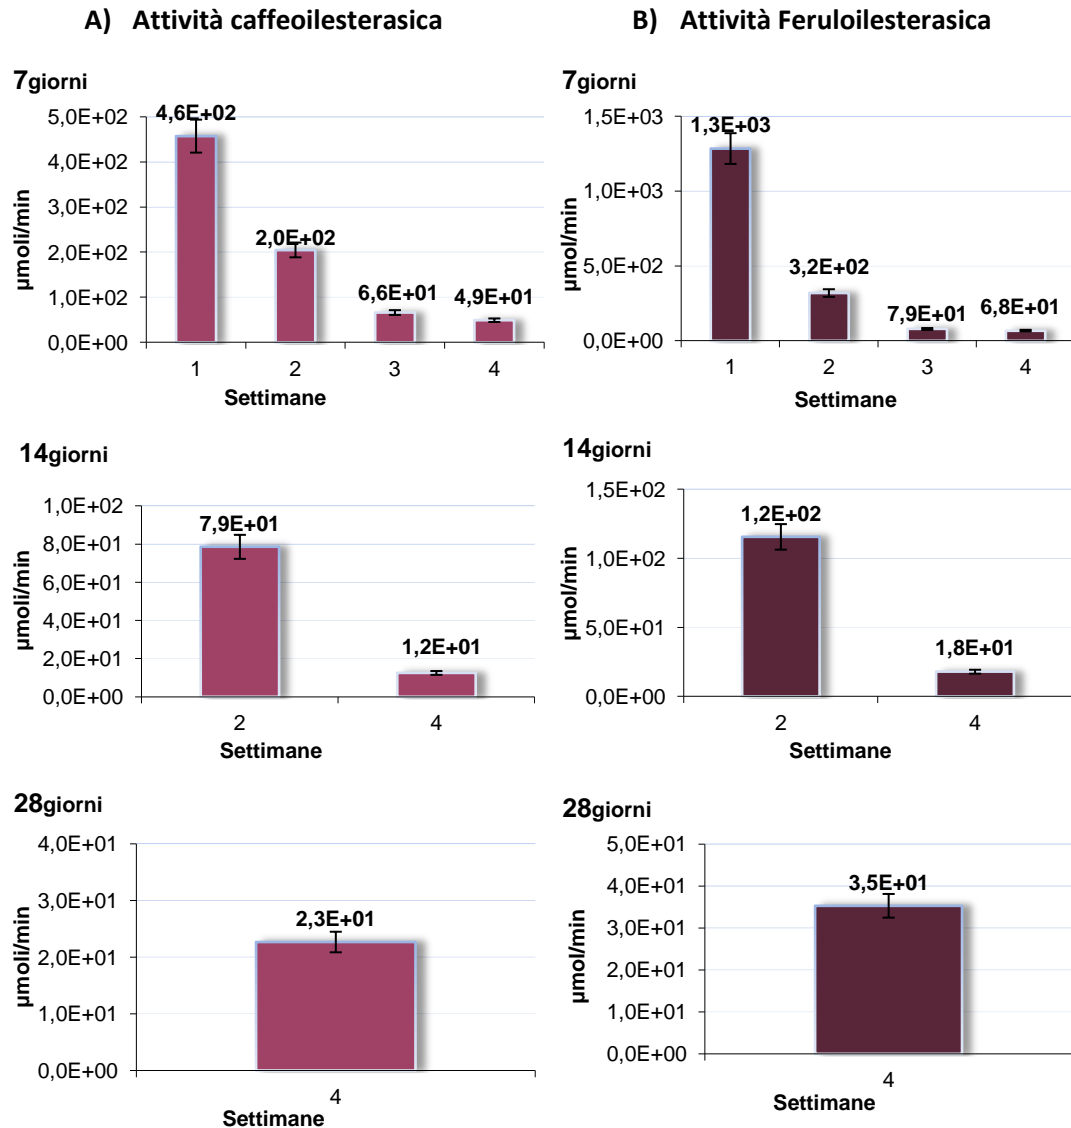 A) Attività caffeoilesterasica
B) Attività Feruloilesterasica
7giorni
5,0E+02
4,0E+02
3,0E+02
2,0E+02
1,0E+02
0,0E+00
µmoli/min
4,6E+02
2,0E+02
6,6E+01
4,9E+01
1 2 3 4
Settimane
7giorni
1,5E+03
1,0E+03
5,0E+02
0,0E+00
µmol/min
1,3E+03
3,2E+02
7,9E+01
6,8E+01
1 2 3 4
Settimane
14giorni
1,0E+02
8,0E+01
6,0E+01
4,0E+01
2,0E+01
0,0E+00
µmoli/min
7,9E+01
1,2E+01
2 4
Settimane
14giorni
1,5E+02
1,0E+02
5,0E+01
0,0E+00
µmol/min
1,2E+02
1,8E+01
2 4
Settimane
28giorni
4,0E+01
3,0E+01
2,0E+01
1,0E+01
0,0E+00
µmoli/min
2,3E+01
4
Settimane
28giorni
5,0E+01
4,0E+01
3,0E+01
2,0E+01
1,0E+01
0,0E+00
µmol/min
3,5E+01
4
Settimane